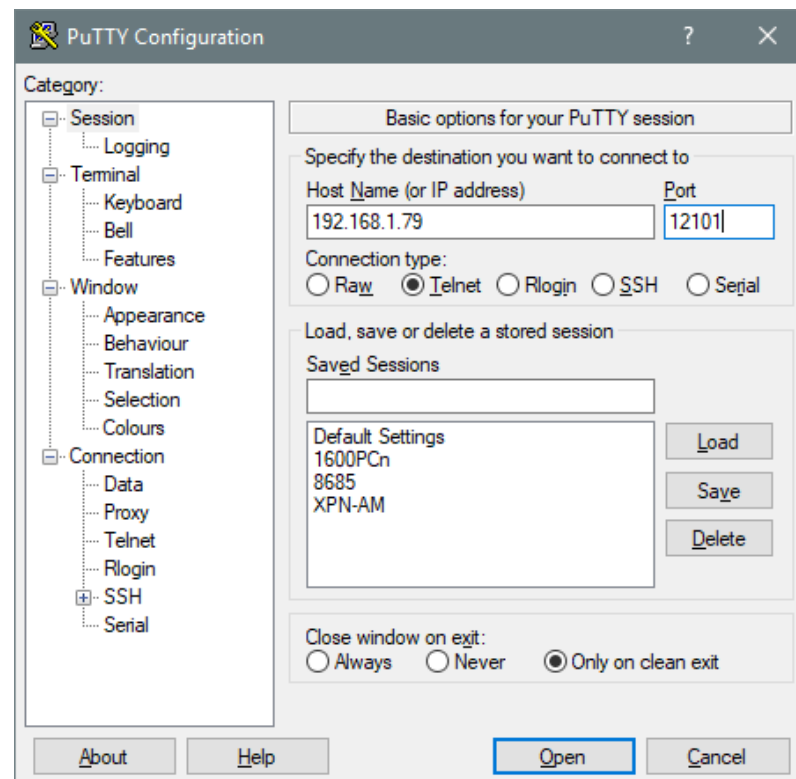 PuTTY Configuration
?
Category:
Session
Logging
Terminal
Keyboard
Bell
Features
Window
Appearance
Behaviour
Translation
Selection
Colours
Connection
Data
Proxy
Telnet
Rlogin
SSH
Serial
Basic options for your PuTTY session
Specify the destination you want to connect to
Host Name (or IP address) Port
192.168.1.79 12101
Connection type:
Raw Telnet Rlogin SSH Serial
Load, save or delete a stored session
Saved Sessions
Default Settings
1600PCn
8685
XPN-AM
Load
Save
Delete
Close window on exit:
Always Never Only on clean exit
About Help Open Cancel